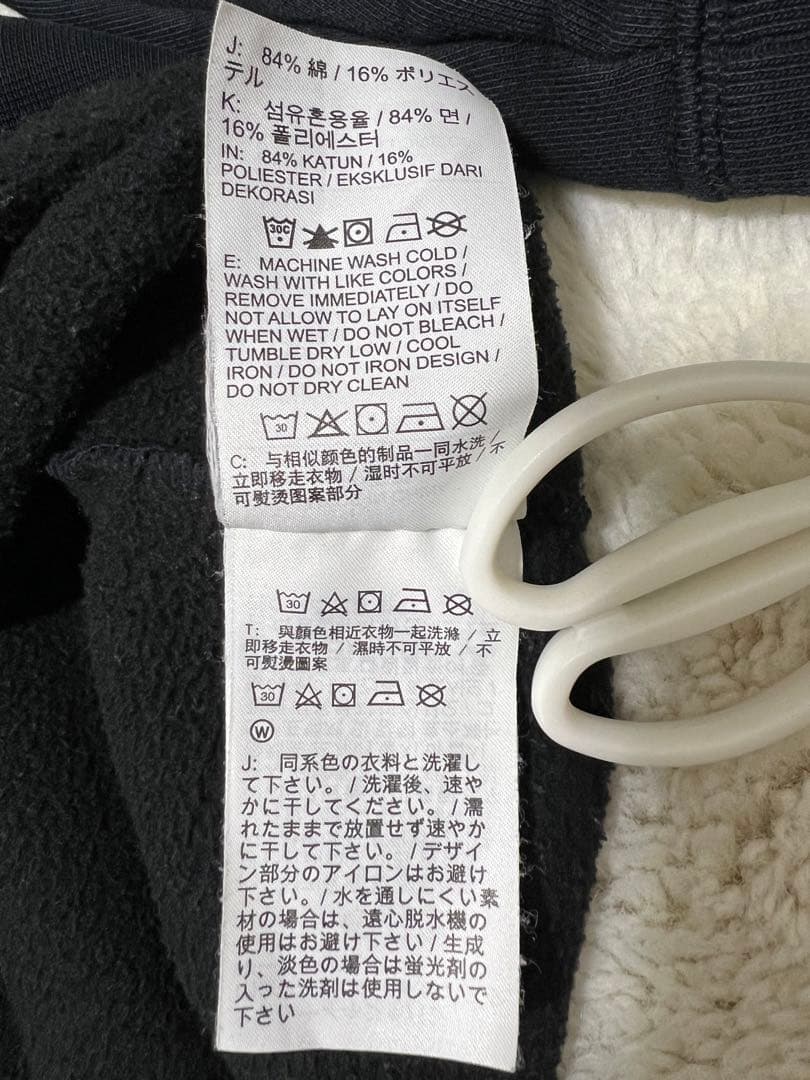 J: 84% 綿 / 16% ポリエス
テル
K: 섬유혼용율 / 84% 면 /
16% 폴리에스터
IN: 84% KATUN / 16%
POLIESTER / EKSKLUSIF DARI
DEKORASI
30C
E: MACHINE WASH COLD /
WASH WITH LIKE COLORS /
REMOVE IMMEDIATELY / DO
NOT ALLOW TO LAY ON ITSELF
WHEN WET / DO NOT BLEACH /
TUMBLE DRY LOW / COOL
IRON / DO NOT IRON DESIGN /
DO NOT DRY CLEAN
30
C: 与相似颜色的制品一同水洗 / 
立即移走衣物 / 湿时不可平放 / 不
可熨烫图案部分
30
T: 與顏色相近衣物一起洗滌 / 立
即移走衣物 / 濕時不可平放 / 不
可熨燙圖案
30
W
J: 同系色の衣料と洗濯し
て下さい。/ 洗濯後、速や
かに干してください。/ 濡
れたままで放置せず速やか
に干して下さい。/ デザイ
ン部分のアイロンはお避け
下さい。/ 水を通しにくい素
材の場合は、遠心脱水機の
使用はお避け下さい / 生成
り、淡色の場合は蛍光剤の
入った洗剤は使用しないで
下さい